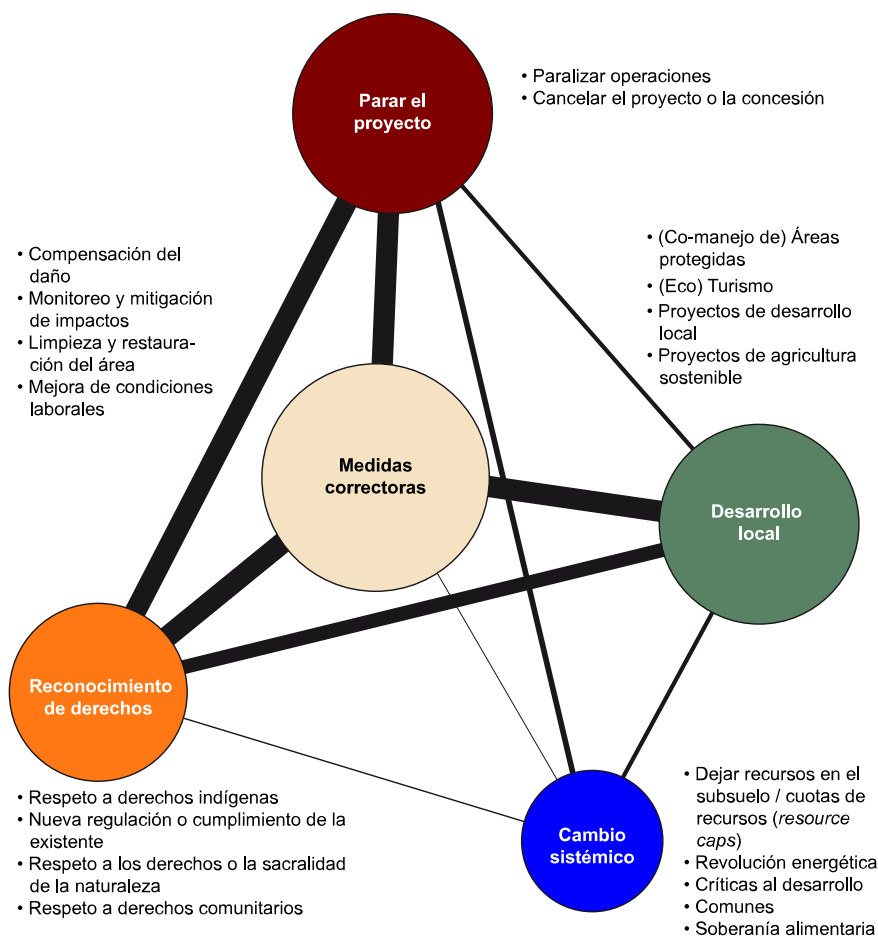 Parar el
proyecto
• Paralizar operaciones
• Cancelar el proyecto o la concesión
• Compensación del
daño
• Monitoreo y mitigación
de impactos
• Limpieza y restaura-
ción del área
• Mejora de condiciones
laborales
• (Co-manejo de) Áreas
protegidas
• (Eco) Turismo
• Proyectos de desarrollo
local
• Proyectos de agricultura
sostenible
Medidas
correctoras
Desarrollo
local
Reconocimiento
de derechos
• Respeto a derechos indígenas
• Nueva regulación o cumplimiento de la
existente
• Respeto a los derechos o la sacralidad
de la naturaleza
• Respeto a derechos comunitarios
Cambio
sistémico
• Dejar recursos en el
subsuelo / cuotas de
recursos (resource
caps)
• Revolución energética
• Críticas al desarrollo
• Comunes
• Soberanía alimentaria